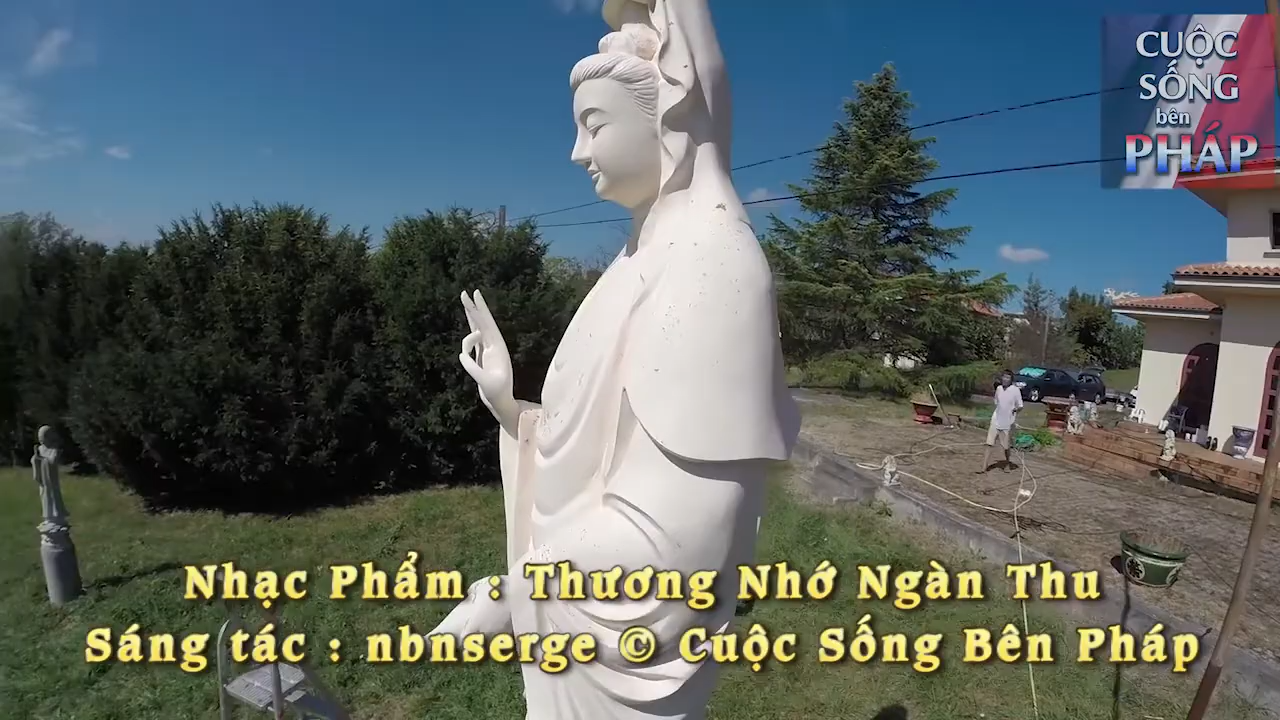 CUỘC
SỐNG
bên
PHÁP
Nhạc Phẩm : Thương Nhớ Ngàn Thu
Sáng tác : nbnserge © Cuộc Sống Bên Pháp